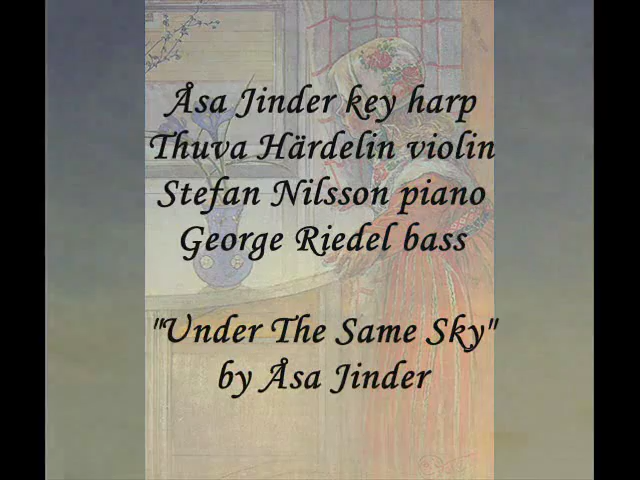 Åsa Jinder key harp
Thuva Härdelin violin
Stefan Nilsson piano
George Riedel bass
"Under The Same Sky"
by Åsa Jinder